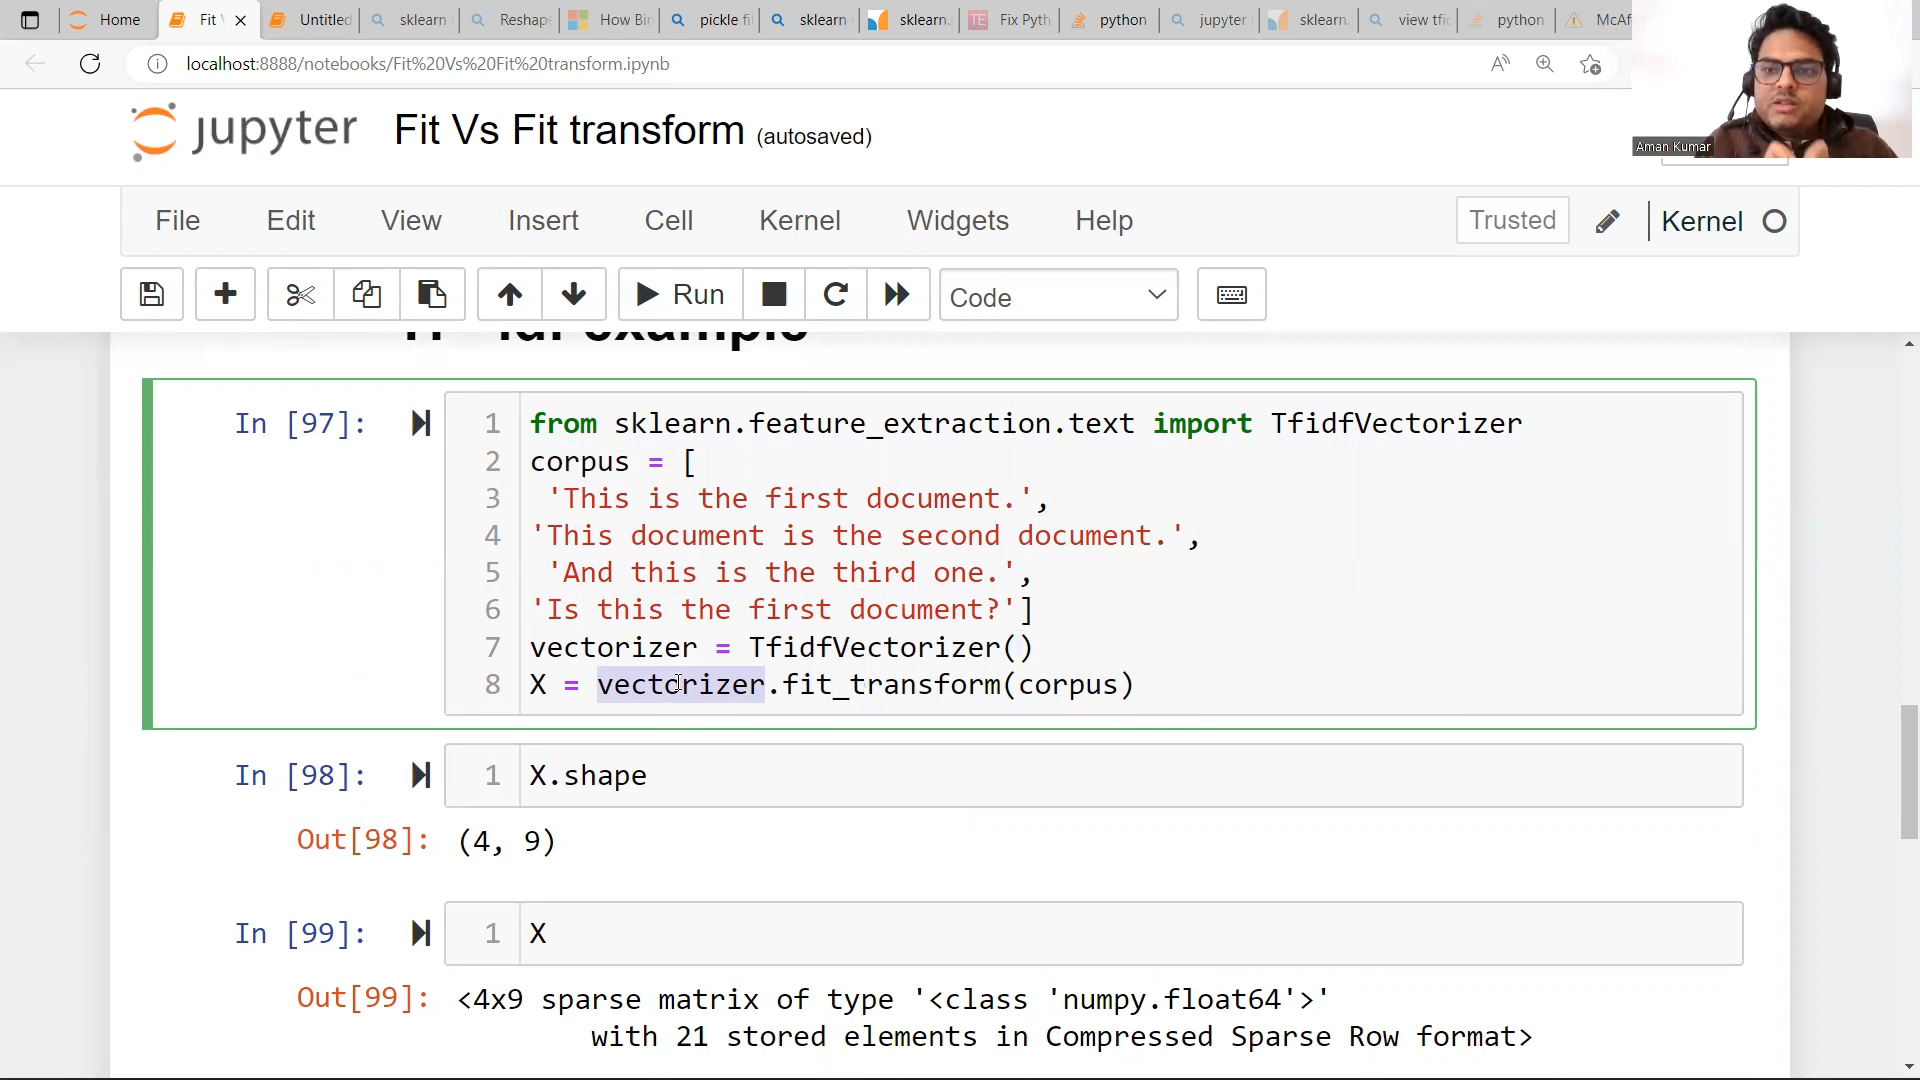 Home
Fit
Untitled
sklearn
Reshape
How Bin
pickle fi
sklearn
sklearn.
Fix Pyth
python
jupyter
sklearn.
view tfid
python
McAf
localhost:8888/notebooks/Fit%20Vs%20Fit%20transform.ipynb
Aman Kumar
jupyter Fit Vs Fit transform (autosaved)
File Edit View Insert Cell Kernel Widgets Help Trusted Kernel
Run Code
example
In [97]:
1 from sklearn.feature_extraction.text import TfidfVectorizer
2 corpus = [
3 'This is the first document.',
4 'This document is the second document.',
5 'And this is the third one.',
6 'Is this the first document?']
7 vectorizer = TfidfVectorizer()
8 X = vectorizer.fit_transform(corpus)
In [98]: 1 X.shape
Out[98]: (4, 9)
In [99]: 1 X
Out[99]: <4x9 sparse matrix of type '<class 'numpy.float64'>'
with 21 stored elements in Compressed Sparse Row format>